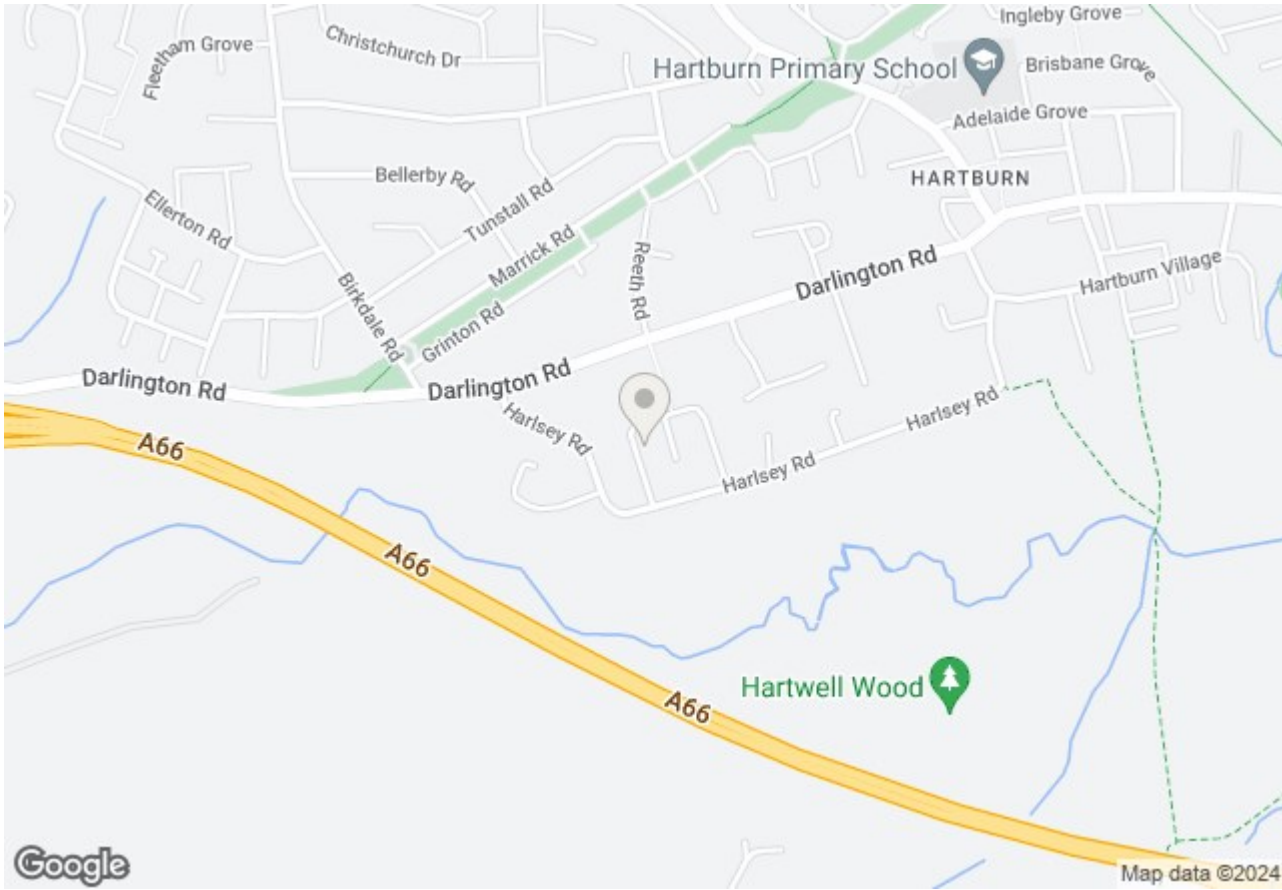 Ingleby Grove
Christchurch Dr
Fleetham Grove
Hartburn Primary School
Brisbane Grove
Adelaide Grove
Bellerby Rd
HARTBURN
Ellerton Rd
Tunstall Rd
Marrick Rd
Reeth Rd
Darlington Rd
Hartburn Village
Birkdale Rd
Grinton Rd
Darlington Rd
Darlington Rd
Harlsey Rd
Harlsey Rd
A66
Harlsey Rd
A66
Hartwell Wood
A66
Google
Map data ©2024